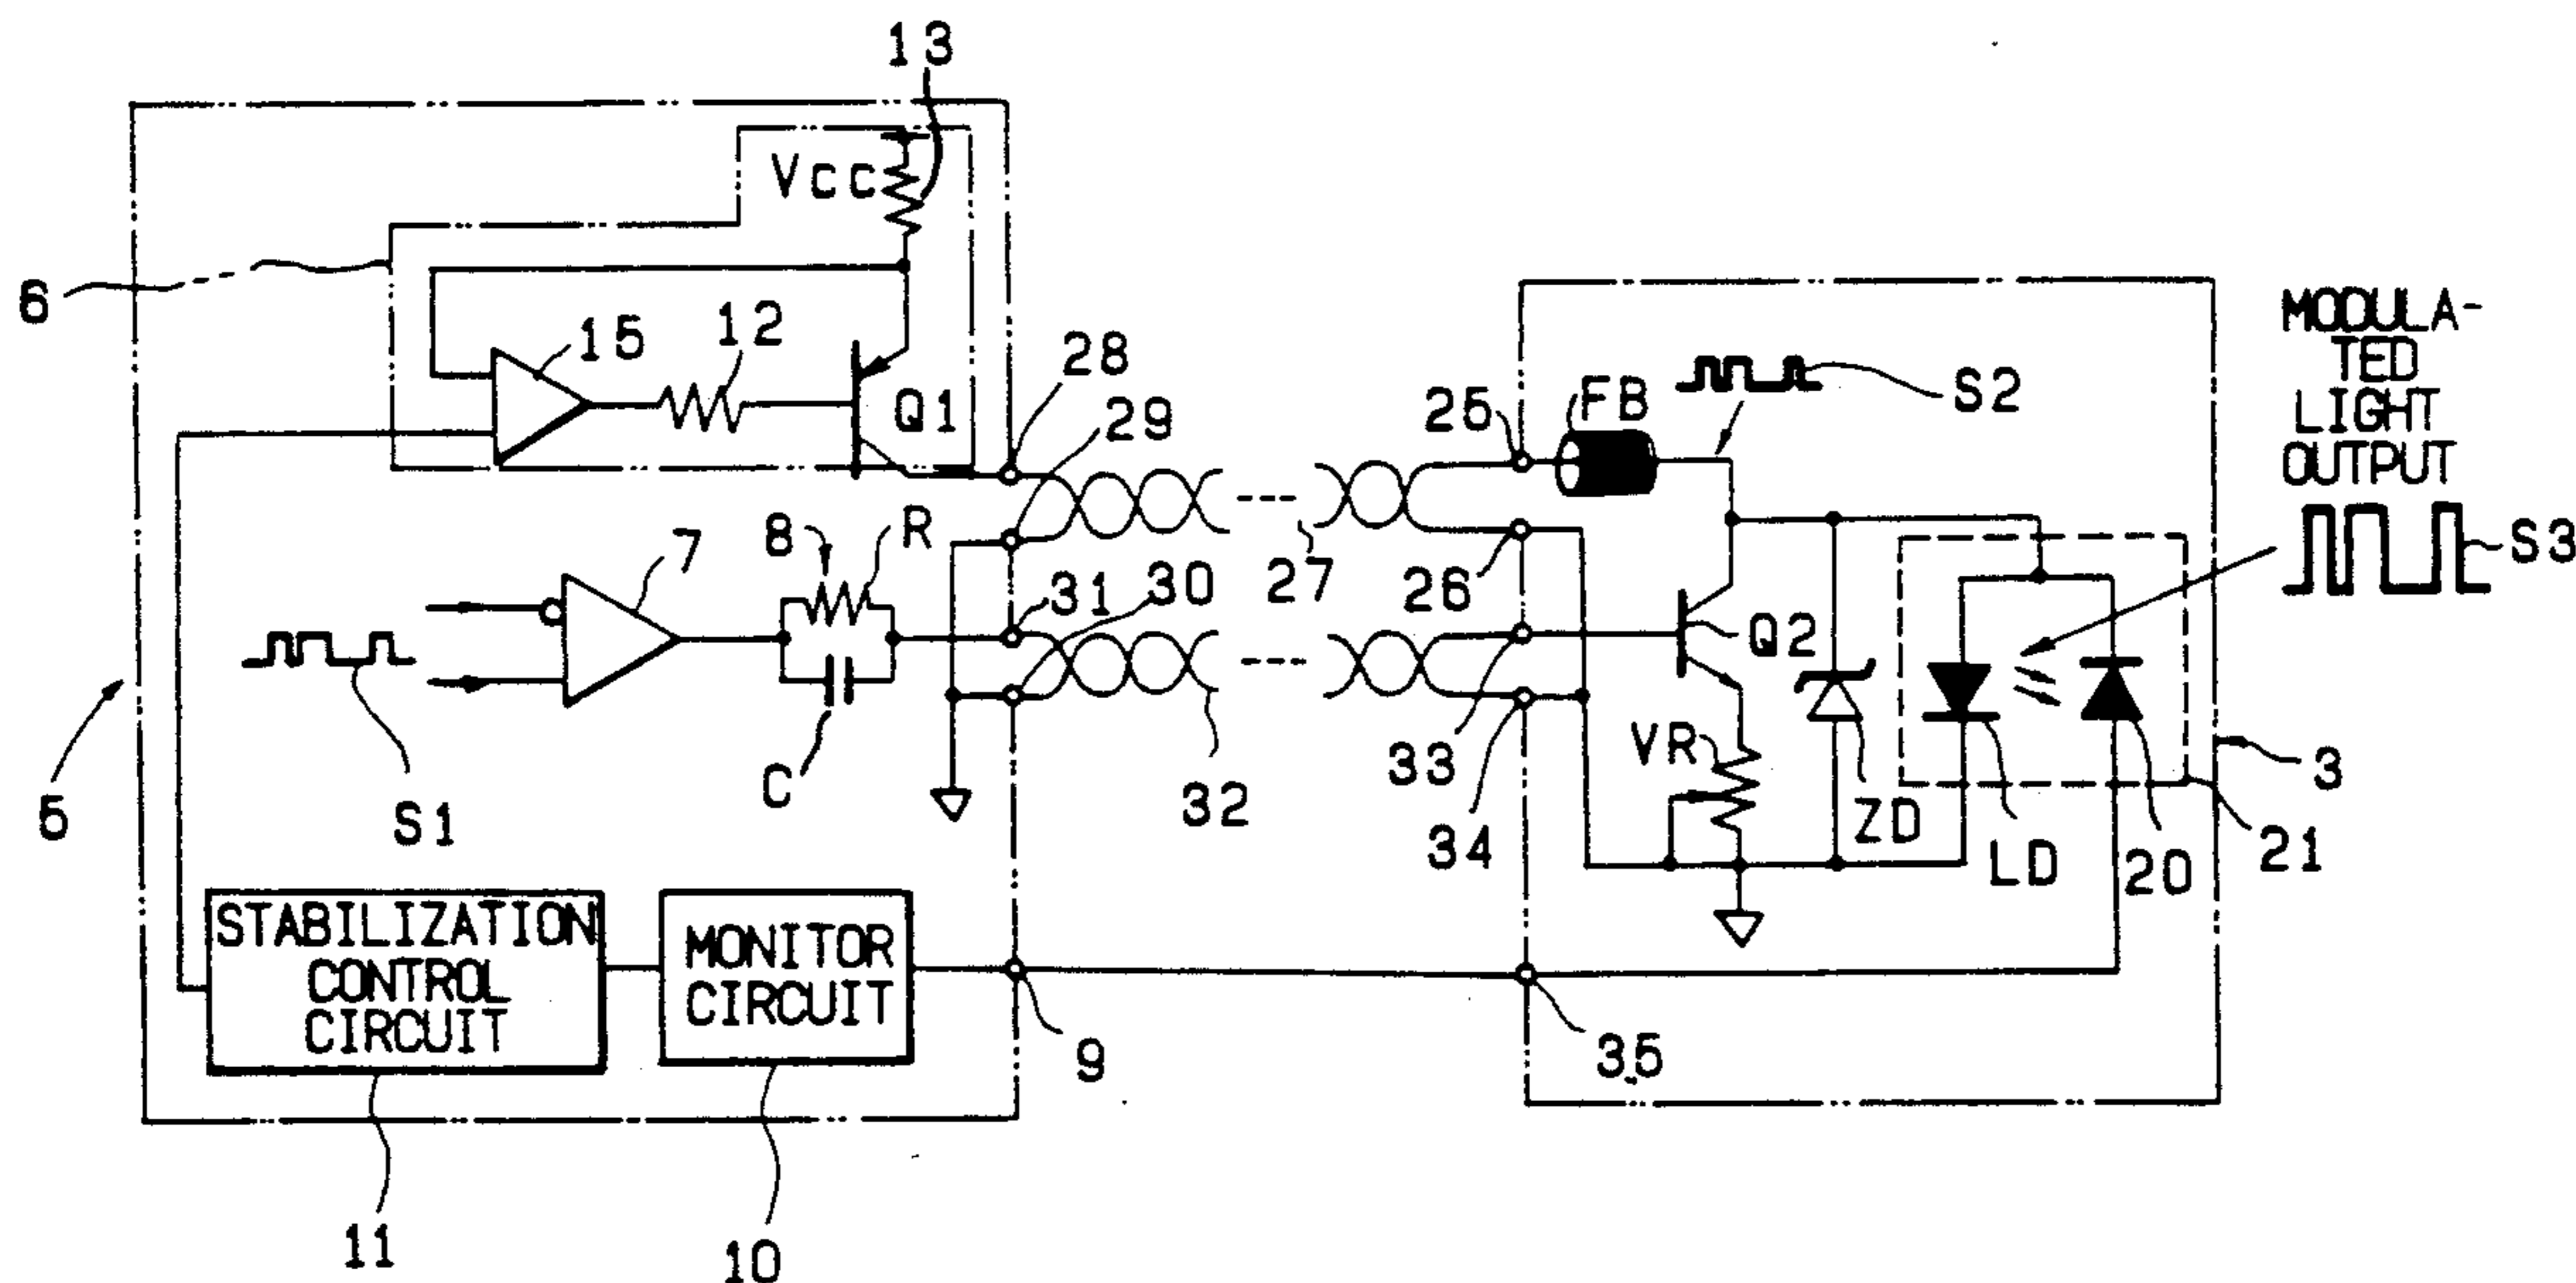 13
Vcc
6
15
12
Q1
28
29
25
FB
S2
MODULA-
TED
LIGHT
OUTPUT
S3
7
8
R
31
30
27
26
Q2
5
S1
C
32
33
34
VR
ZD
LD
20
21
3
STABILIZATION
CONTROL
CIRCUIT
MONITOR
CIRCUIT
9
35
11
10